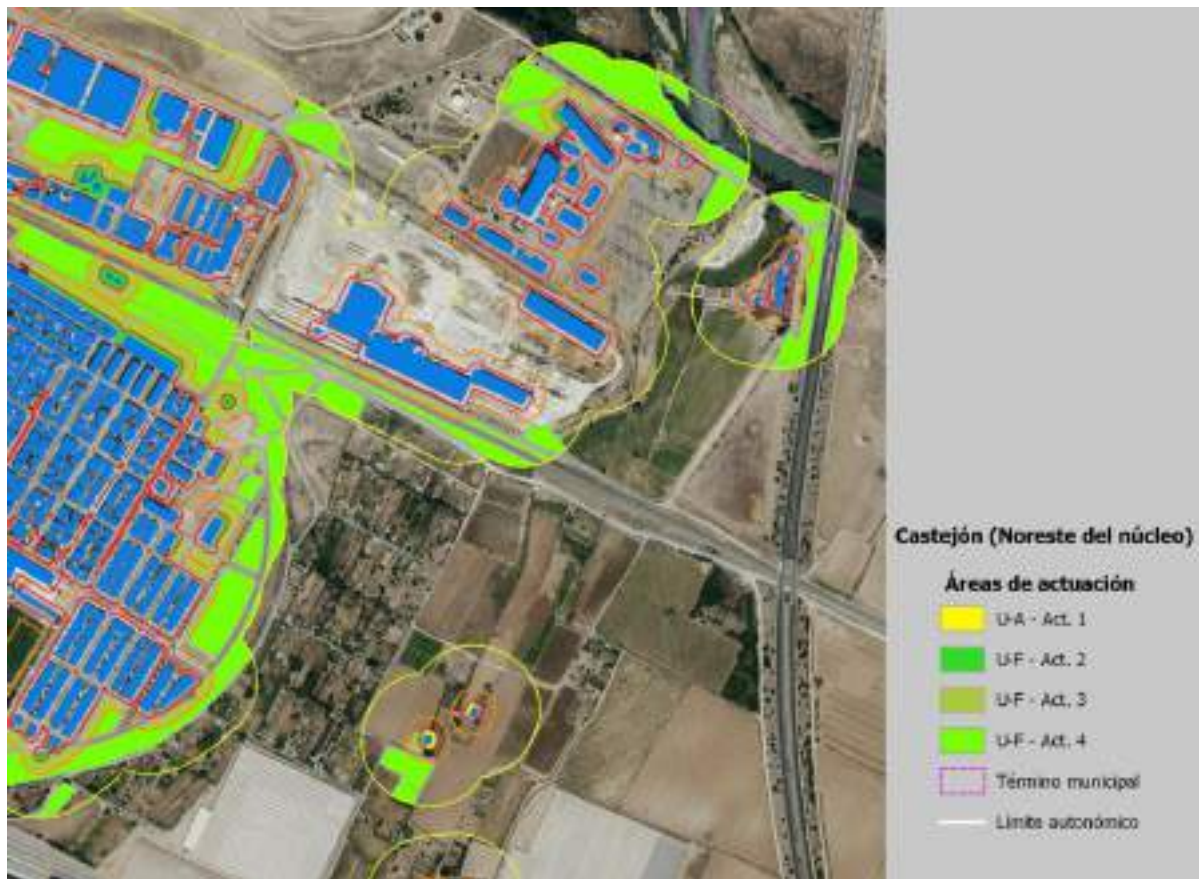 Castejón (Noreste del núcleo)
Áreas de actuación
U-A - Act. 1
U-F - Act. 2
U-F - Act. 3
U-F - Act. 4
Término municipal
Límite autonómico